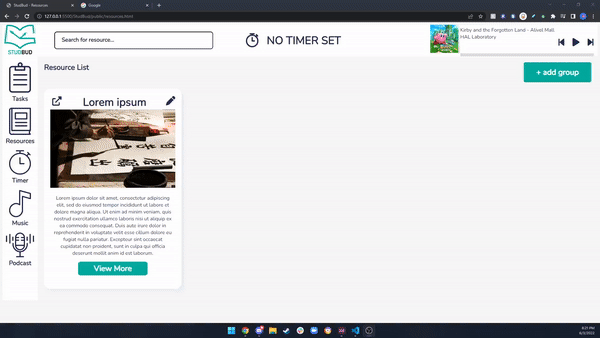 StudBud - Resources
Google
127.0.0.1:5500/StudBud/public/resources.html
STUDBUD
Search for resource...
NO TIMER SET
Kirby and the Forgotten Land - Alivel Mall
HAL Laboratory
Tasks
Resources
Timer
Music
Podcast
Resource List
+ add group
Lorem ipsum
Lorem ipsum dolor sit amet, consectetur adipiscing
elit, sed do eiusmod tempor incididunt ut labore et
dolore magna aliqua. Ut enim ad minim veniam, quis
nostrud exercitation ullamco laboris nisi ut aliquip ex
ea commodo consequat. Duis aute irure dolor in
reprehenderit in voluptate velit esse cillum dolore eu
fugiat nulla pariatur. Excepteur sint occaecat
cupidatat non proident, sunt in culpa qui officia
deserunt mollit anim id est laborum.
View More
8:21 PM